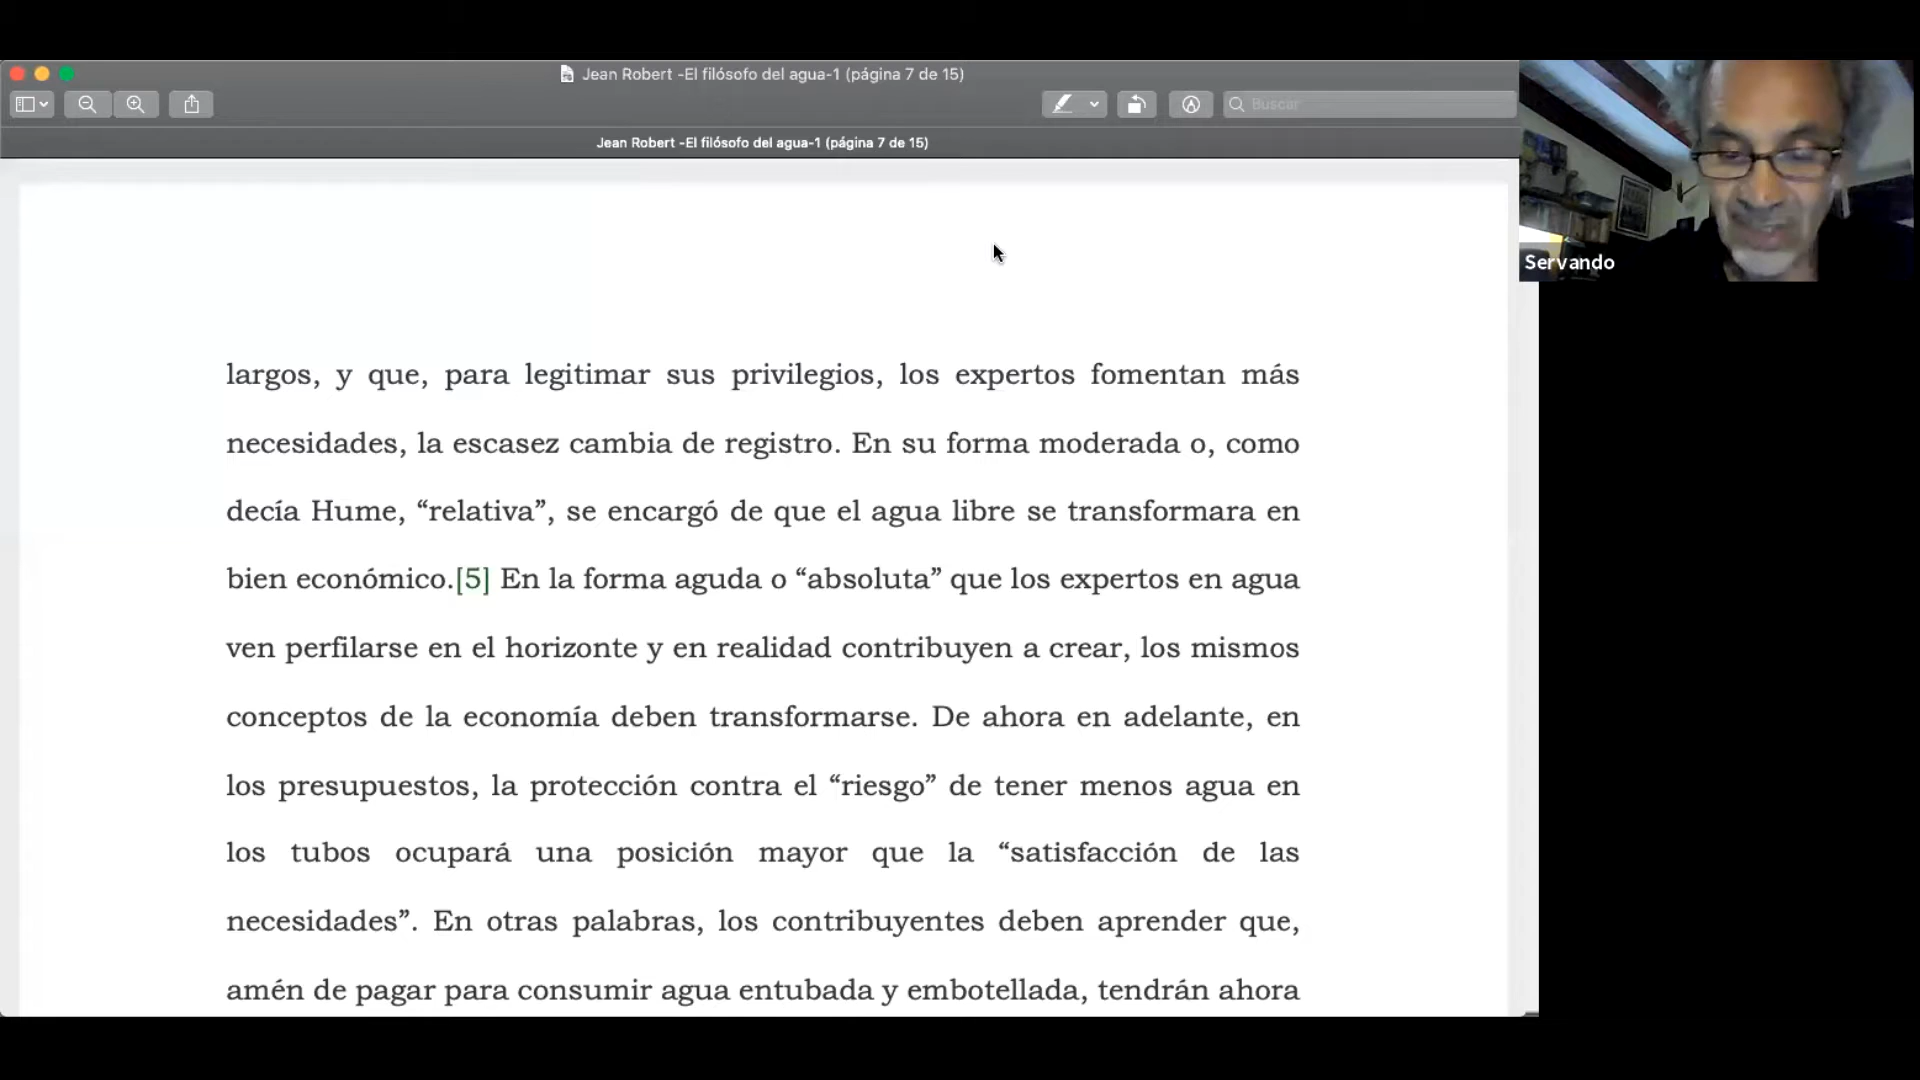 Jean Robert -El filósofo del agua-1 (página 7 de 15)
Buscar
Jean Robert -El filósofo del agua-1 (página 7 de 15)
Servando
largos, y que, para legitimar sus privilegios, los expertos fomentan más
necesidades, la escasez cambia de registro. En su forma moderada o, como
decía Hume, “relativa”, se encargó de que el agua libre se transformara en
bien económico.[5] En la forma aguda o “absoluta” que los expertos en agua
ven perfilarse en el horizonte y en realidad contribuyen a crear, los mismos
conceptos de la economía deben transformarse. De ahora en adelante, en
los presupuestos, la protección contra el “riesgo” de tener menos agua en
los tubos ocupará una posición mayor que la “satisfacción de las
necesidades”. En otras palabras, los contribuyentes deben aprender que,
amén de pagar para consumir agua entubada y embotellada, tendrán ahora